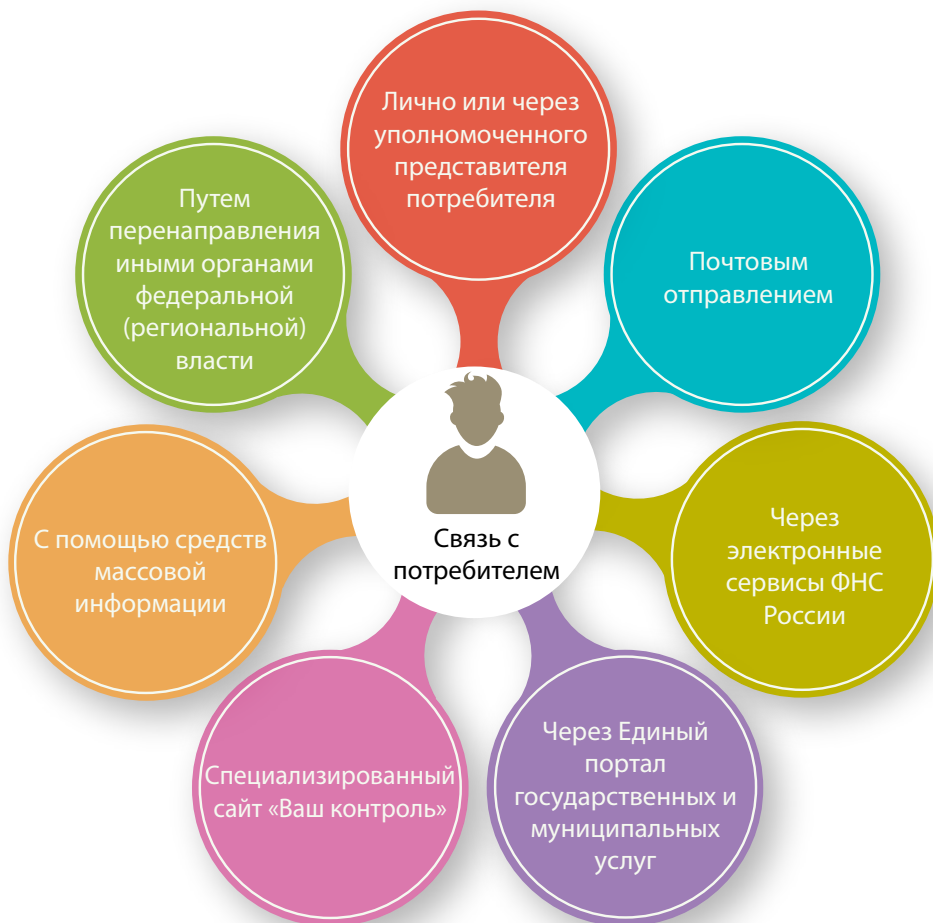 Лично или через
уполномоченного
представителя
потребителя
Почтовым
отправлением
Через
электронные
сервисы ФНС
России
Через Единый
портал
государственных и
муниципальных
услуг
Специализированный
сайт «Ваш контроль»
С помощью средств
массовой
информации
Путем
перенаправления
иными органами
федеральной
(региональной)
власти
Связь с
потребителем